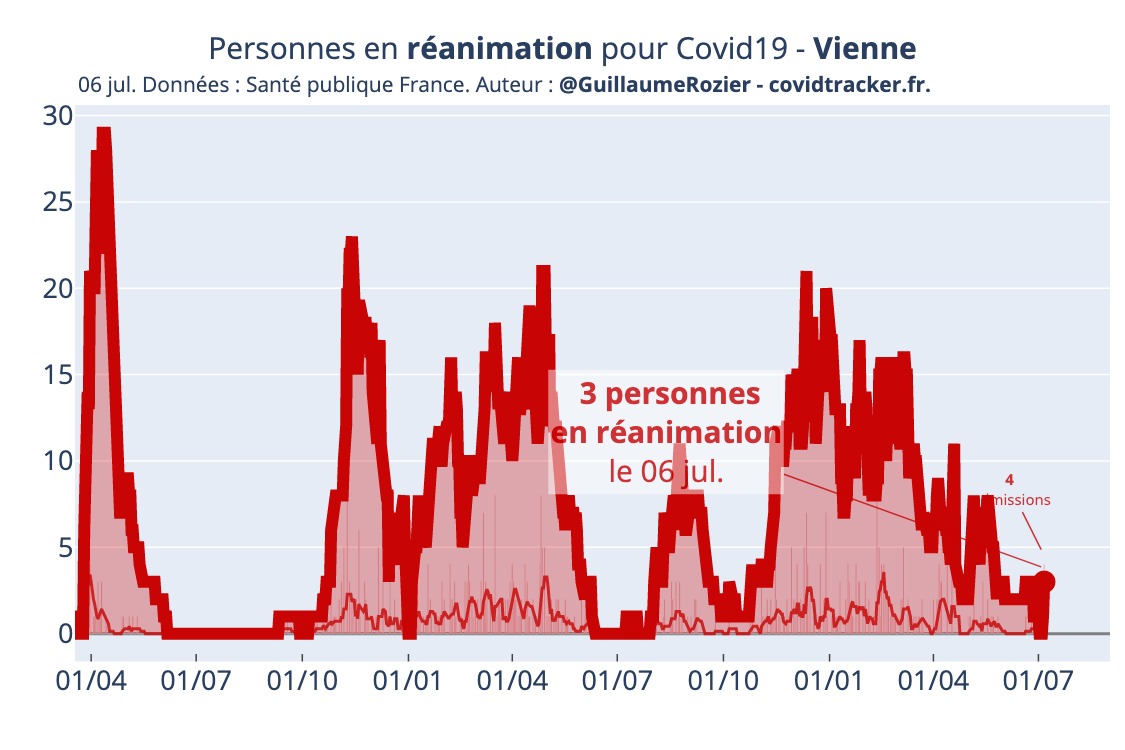 Personnes en réanimation pour Covid19 - Vienne
06 jul. Données : Santé publique France. Auteur : @GuillaumeRozier - covidtracker.fr.
30
25
20
15
10
5
0
3 personnes
en réanimation
le 06 jul.
4
admissions
01/04 01/07 01/10 01/01 01/04 01/07 01/10 01/01 01/04 01/07